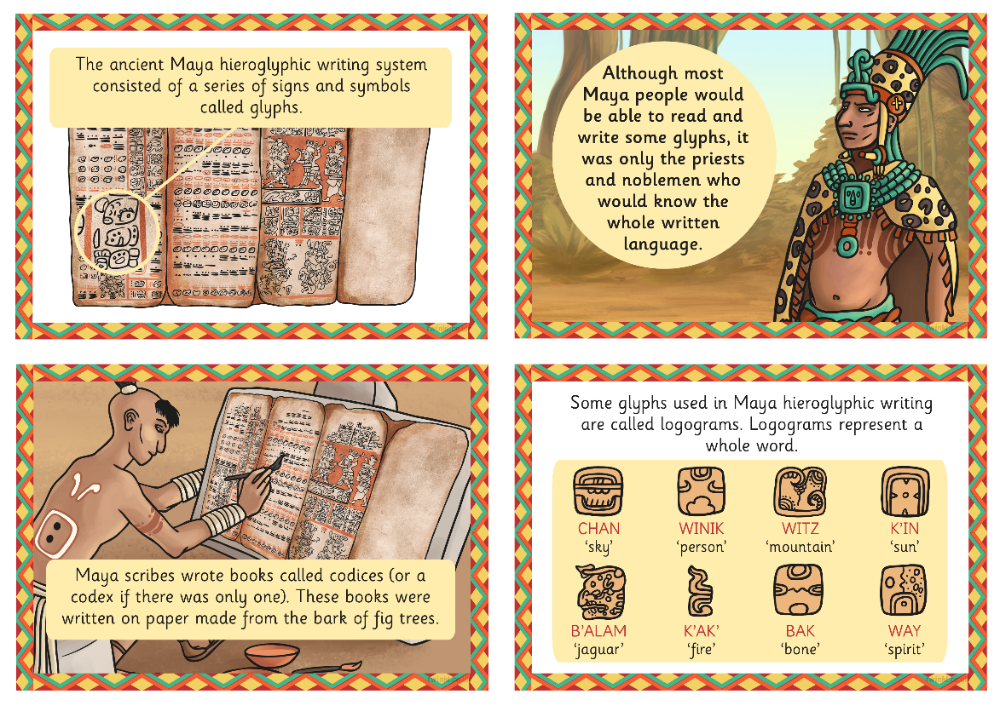 The ancient Maya hieroglyphic writing system
consisted of a series of signs and symbols
called glyphs.
Although most
Maya people would
be able to read and
write some glyphs, it
was only the priests
and noblemen who
would know the
whole written
language.
Maya scribes wrote books called codices (or a
codex if there was only one). These books were
written on paper made from the bark of fig trees.
Some glyphs used in Maya hieroglyphic writing
are called logograms. Logograms represent a
whole word.
CHAN WINIK WITZ K'IN
‘sky’ ‘person’ ‘mountain’ ‘sun’
B'ALAM K'AK' BAK WAY
‘jaguar’ ‘fire’ ‘bone’ ‘spirit’